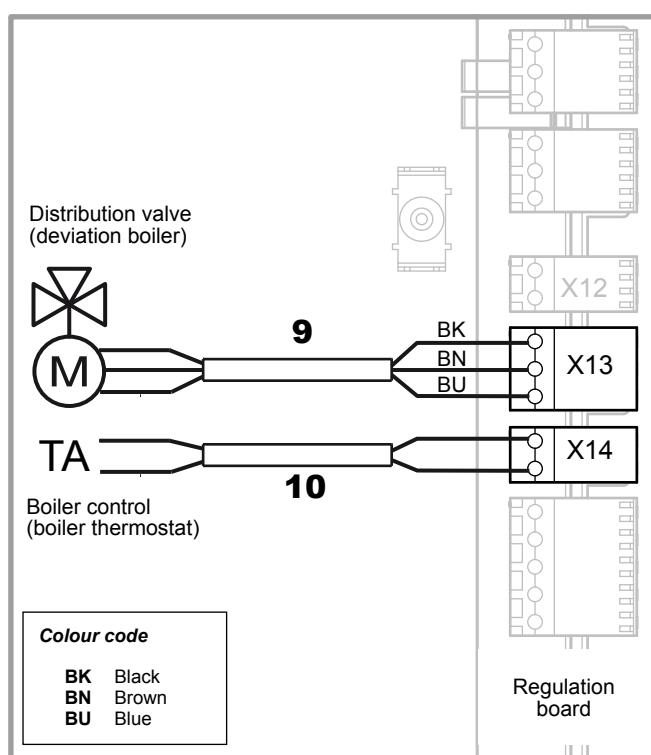 Distribution valve
(deviation boiler)
X12
9
BK
BN
BU
M
X13
TA
X14
10
Boiler control
(boiler thermostat)
Colour code
BK Black
BN Brown
BU Blue
Regulation
board